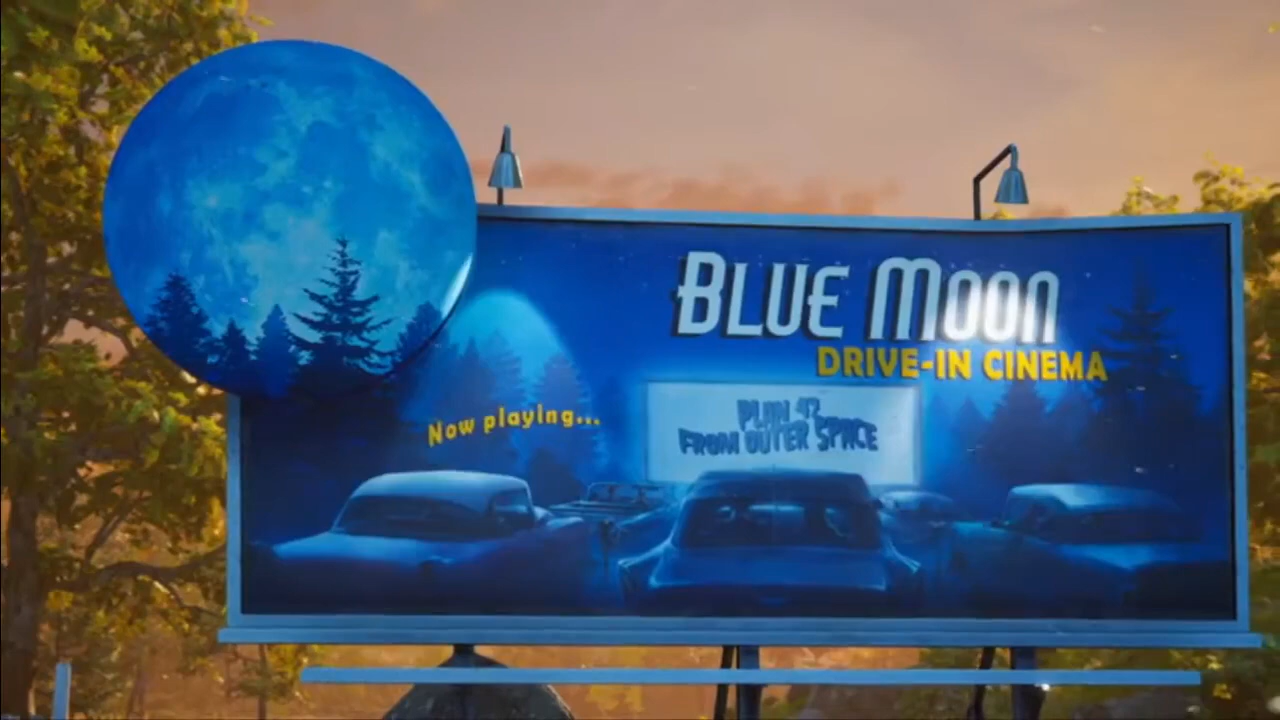 BLUE MOON
DRIVE-IN CINEMA
Now playing...
PLAN 42
FROM OUTER SPACE